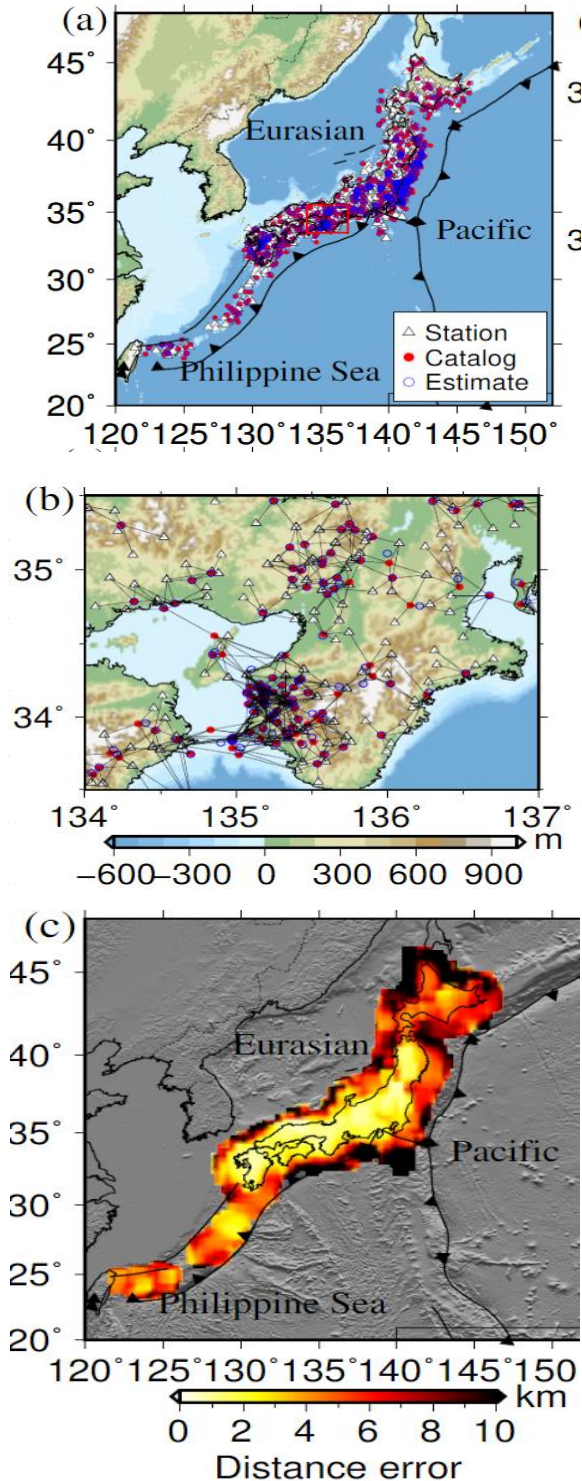 (a)
45°
40°
35°
30°
25°
20°
Eurasian
Pacific
Philippine Sea
Station
Catalog
Estimate
120° 125° 130° 135° 140° 145° 150°
3
3
(b)
35°
34°
134° 135° 136° 137°
m
−600 −300 0 300 600 900
(c)
45°
40°
35°
30°
25°
20°
Eurasian
Pacific
Philippine Sea
120° 125° 130° 135° 140° 145° 150°
km
0 2 4 6 8 10
Distance error